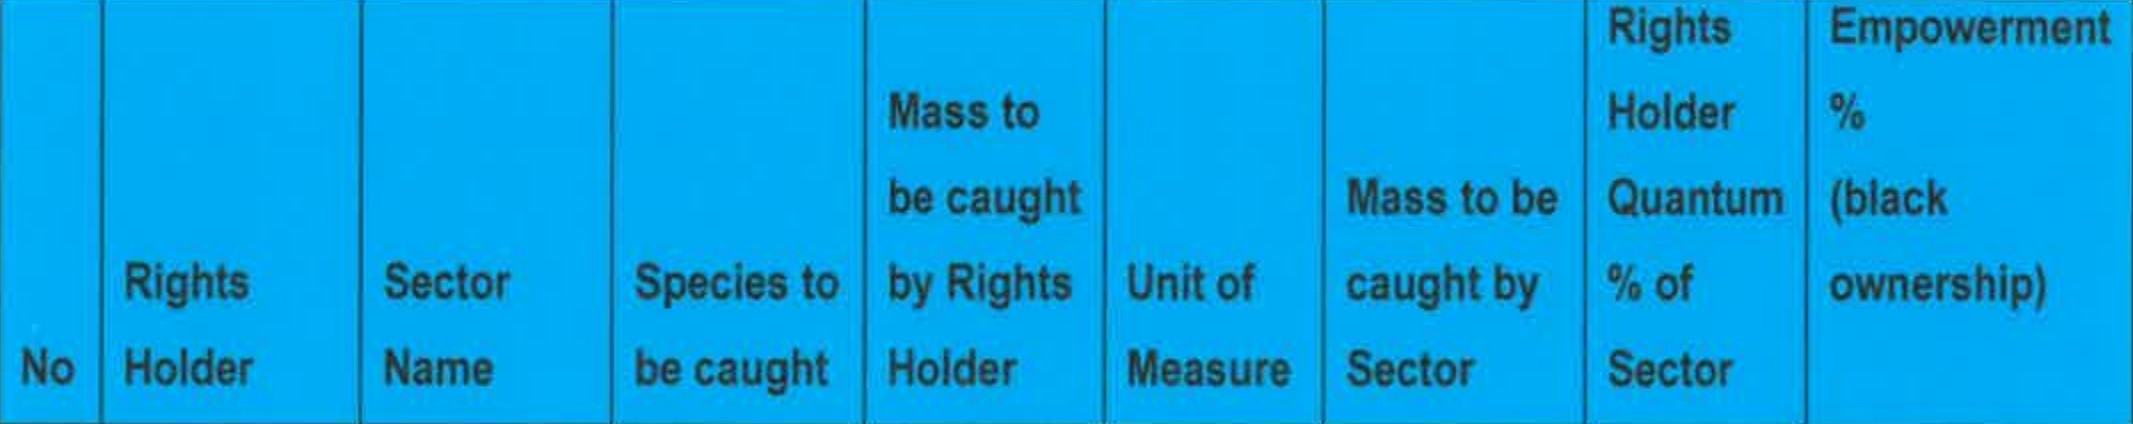 No
Rights
Holder
Sector
Name
Species to
be caught
Mass to
be caught
by Rights
Holder
Unit of
Measure
Mass to be
caught by
Sector
Rights
Holder
Quantum
% of
Sector
Empowerment
%
(black
ownership)